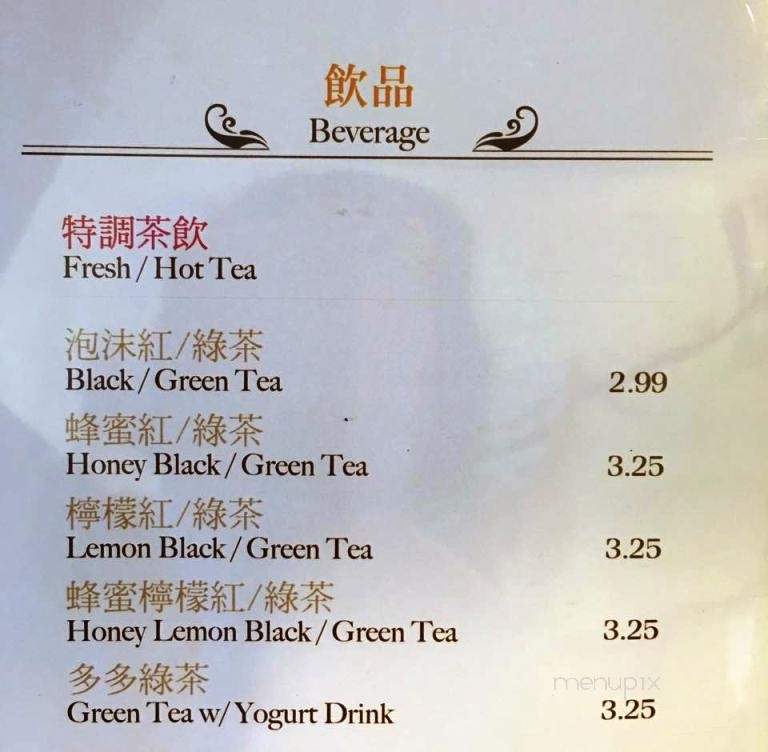 飲品
Beverage
特調茶飲
Fresh / Hot Tea
泡沫紅/綠茶
Black / Green Tea 2.99
蜂蜜紅/綠茶
Honey Black / Green Tea 3.25
檸檬紅/綠茶
Lemon Black / Green Tea 3.25
蜂蜜檸檬紅/綠茶
Honey Lemon Black / Green Tea 3.25
多多綠茶
Green Tea w/ Yogurt Drink 3.25
menupix